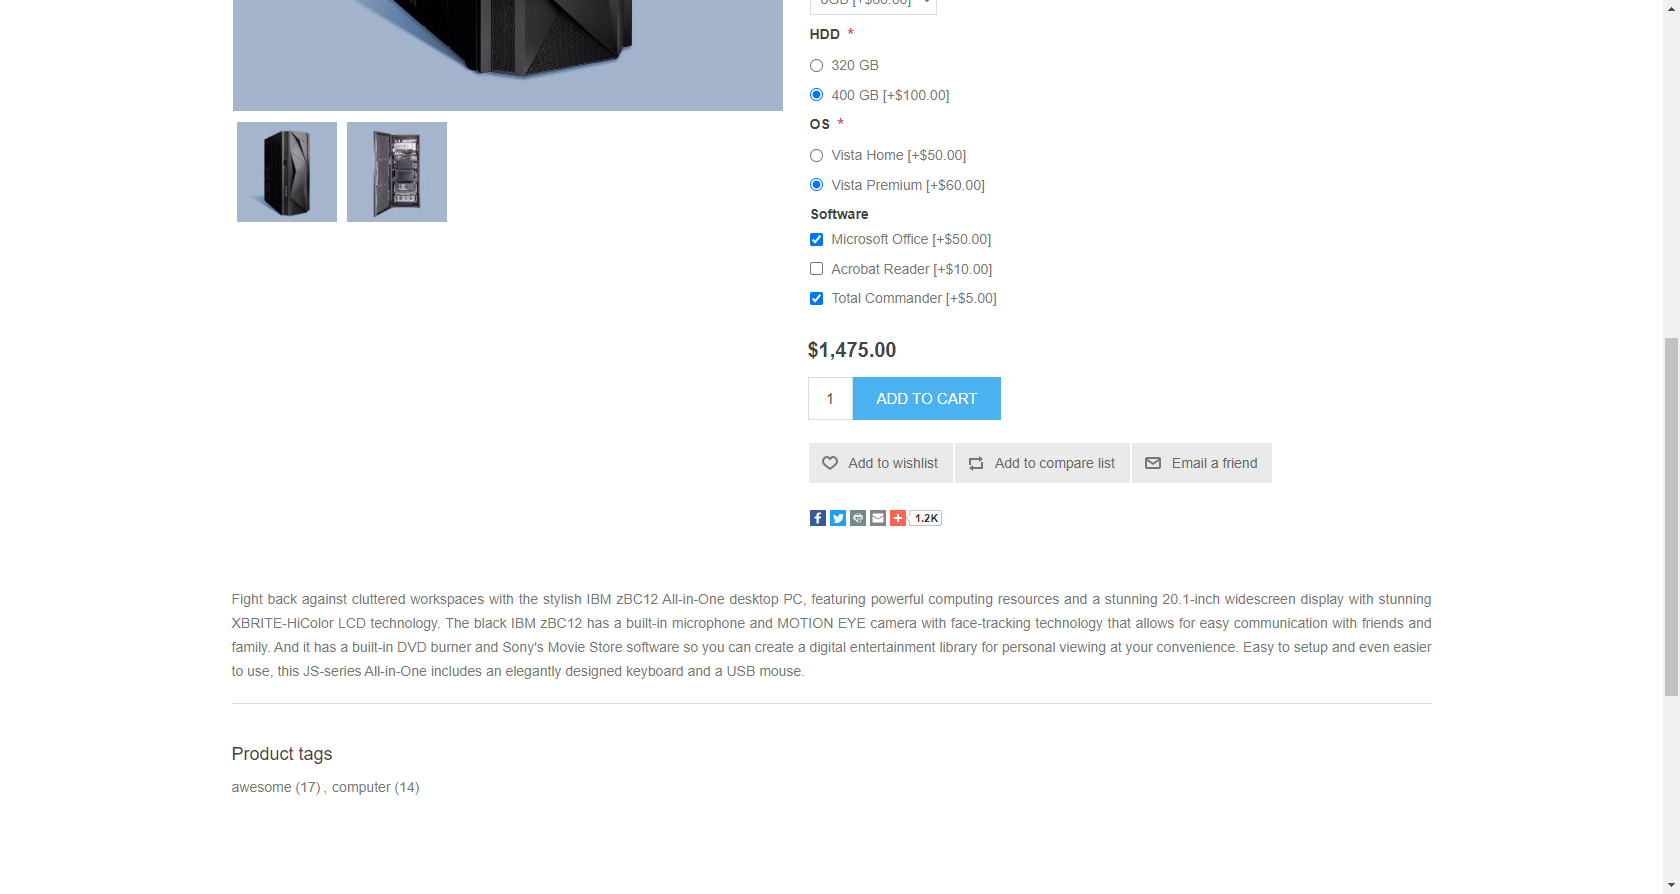 HDD *
320 GB
400 GB [+$100.00]
OS *
Vista Home [+$50.00]
Vista Premium [+$60.00]
Software
Microsoft Office [+$50.00]
Acrobat Reader [+$10.00]
Total Commander [+$5.00]
$1,475.00
1 ADD TO CART
Add to wishlist Add to compare list Email a friend
1.2K
Fight back against cluttered workspaces with the stylish IBM zBC12 All-in-One desktop PC, featuring powerful computing resources and a stunning 20.1-inch widescreen display with stunning
XBRITE-HiColor LCD technology. The black IBM zBC12 has a built-in microphone and MOTION EYE camera with face-tracking technology that allows for easy communication with friends and
family. And it has a built-in DVD burner and Sony's Movie Store software so you can create a digital entertainment library for personal viewing at your convenience. Easy to setup and even easier
to use, this JS-series All-in-One includes an elegantly designed keyboard and a USB mouse.
Product tags
awesome (17) , computer (14)